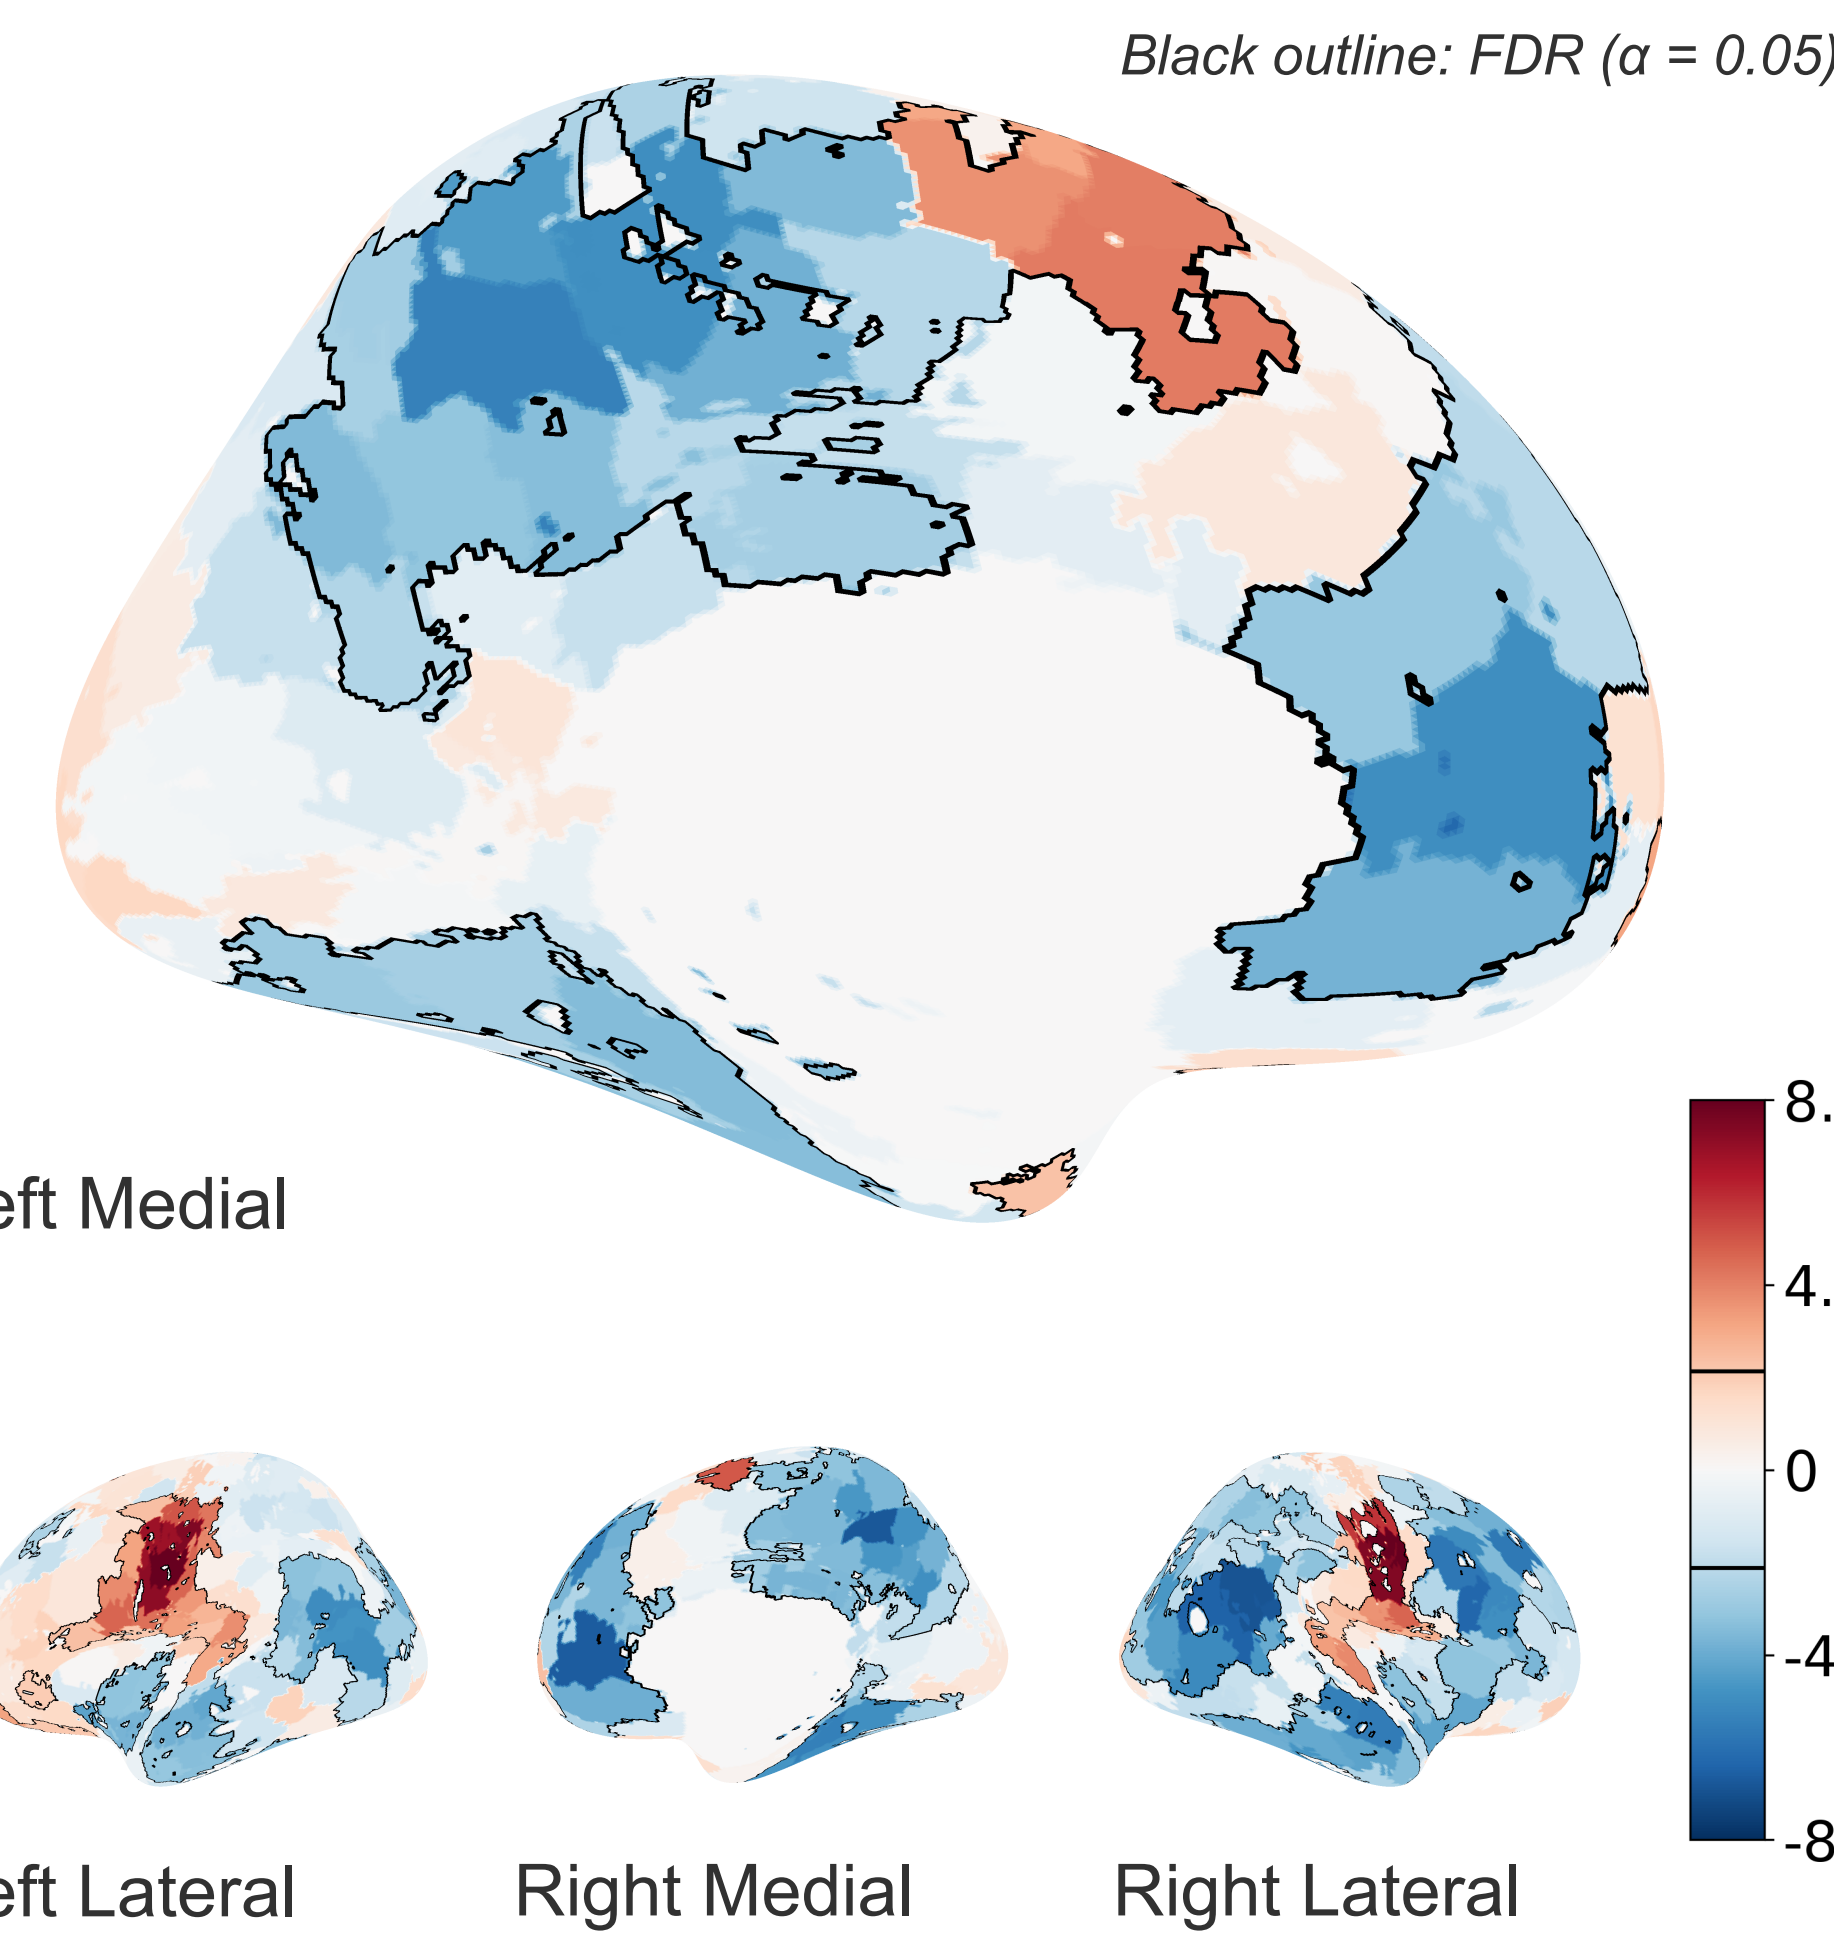 Black outline: FDR (α = 0.05)
eft Medial
8.
4.
0
-4
-8
eft Lateral
Right Medial
Right Lateral